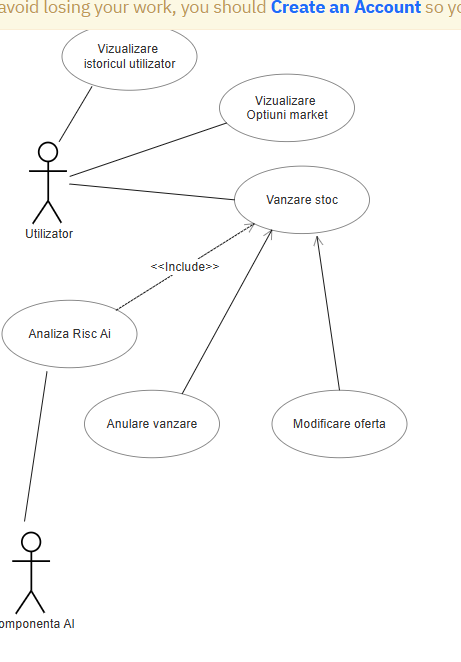 avoid losing your work, you should Create an Account so
Vizualizare
istoricul utilizator
Vizualizare
Optiuni market
Vanzare stoc
Utilizator
<<Include>>
Analiza Risc Ai
Anulare vanzare
Modificare oferta
omponenta AI